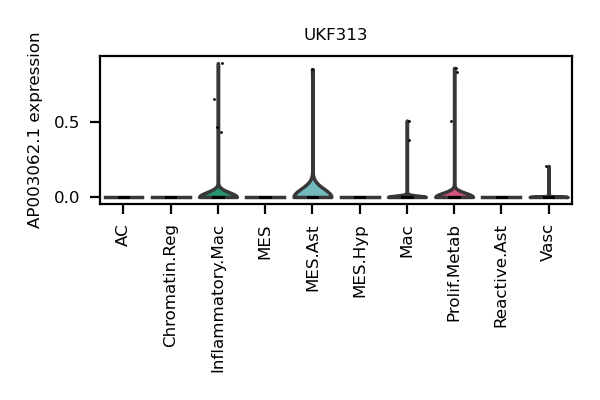 UKF313
AP003062.1 expression
0.5
0.0
AC
Chromatin.Reg
Inflammatory.Mac
MES
MES.Ast
MES.Hyp
Mac
Prolif.Metab
Reactive.Ast
Vasc